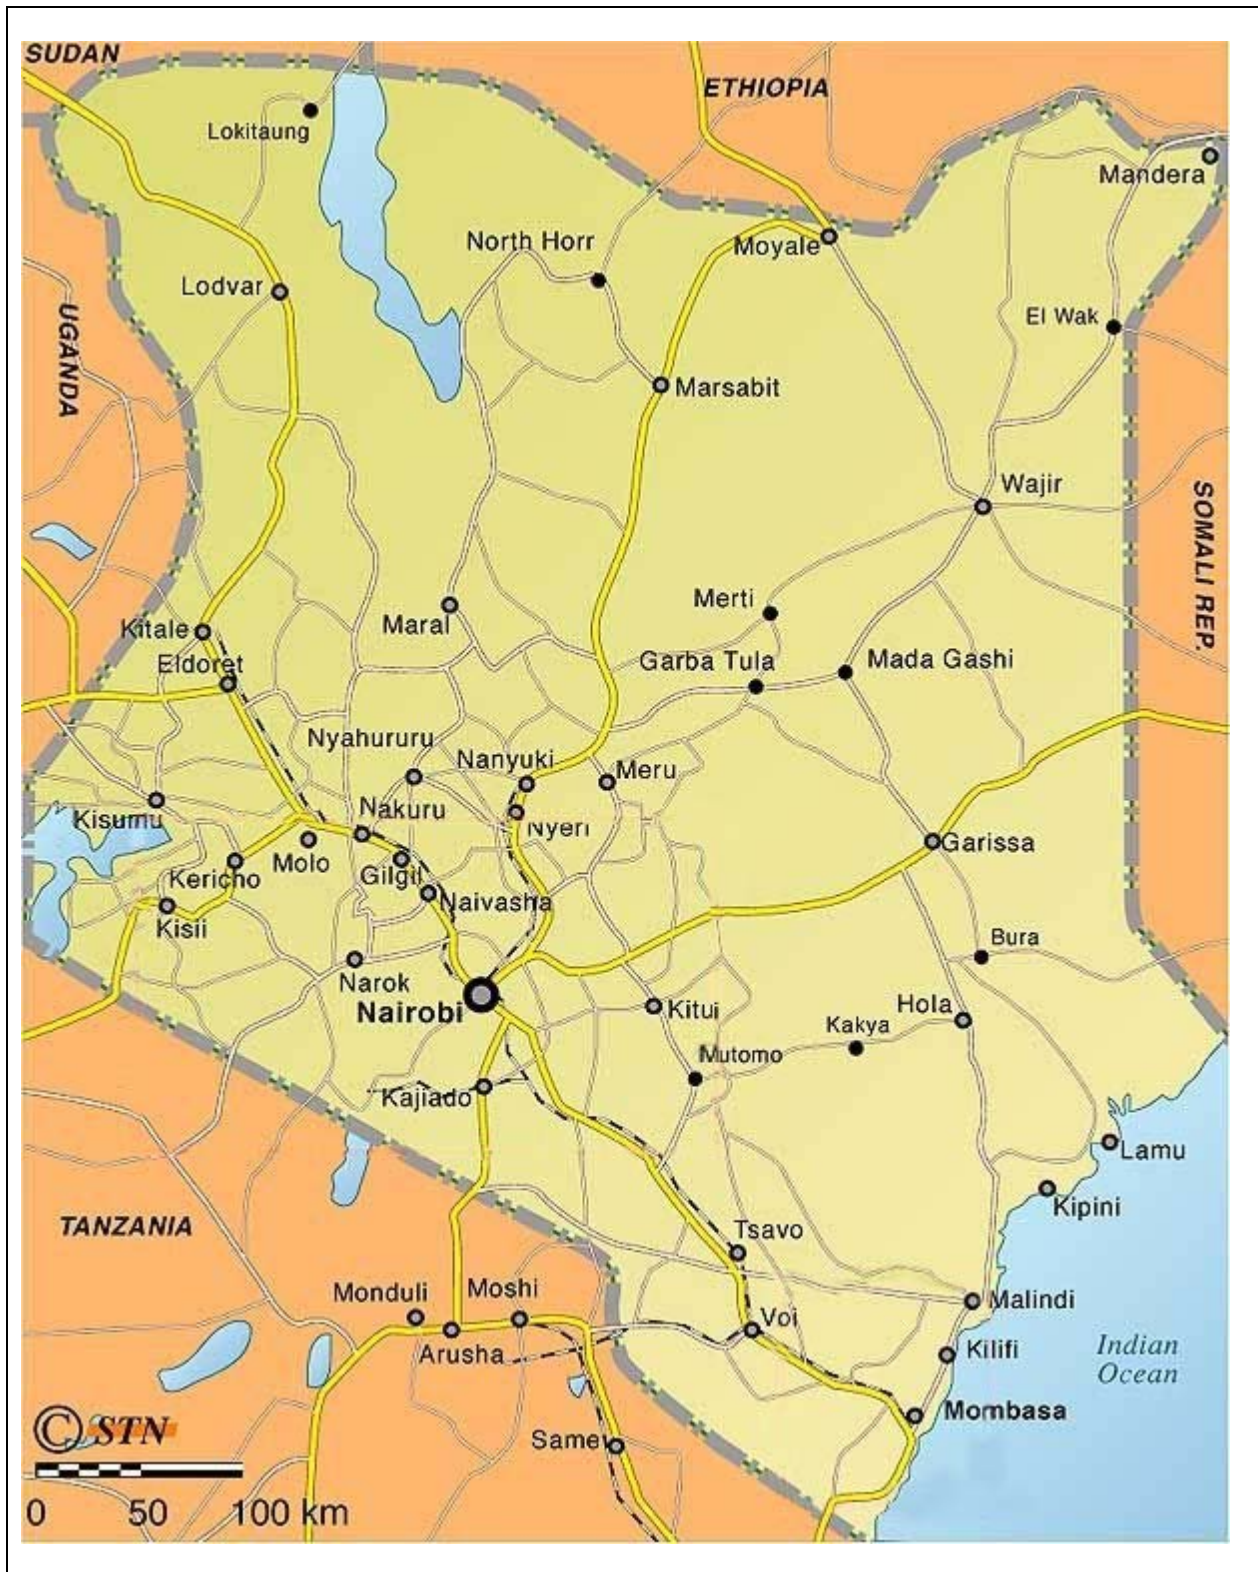 SUDAN
ETHIOPIA
Lokitaung
Mandera
North Horr
Moyale
Lodvar
El Wak
UGANDA
Marsabit
Wajir
SOMALI REP.
Merti
Maral
Kitale
Garba Tula
Mada Gashi
Eldoret
Nyahururu
Nanyuki
Meru
Nakuru
Kisumu
Nyeri
Garissa
Molo
Gilgil
Kericho
Naivasha
Kisii
Bura
Narok
Nairobi
Kitui
Hola
Kakya
Mutomo
Kajiado
Lamu
Kipini
TANZANIA
Tsavo
Monduli
Moshi
Malindi
Voi
Arusha
Kilifi
Indian
Ocean
Mombasa
© STN
Same
0 50 100 km